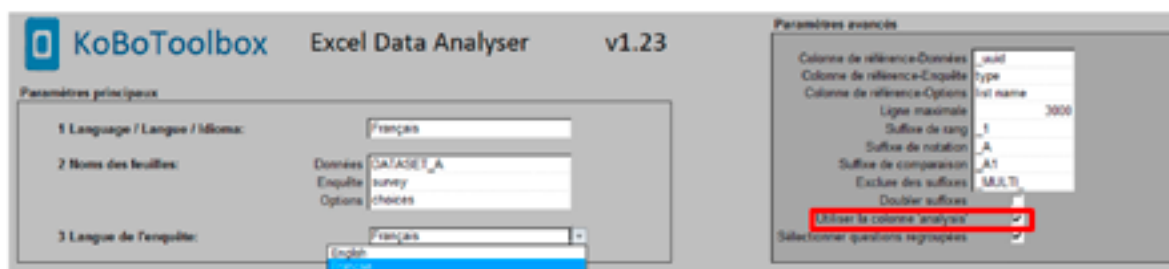 KoBoToolbox Excel Data Analyser v1.23
Paramètres principaux
1 Language / Langue / Idioma: Français
2 Noms des feuilles: Données DATASET_A
Enquête survey
Options choices
3 Langue de l'enquête: Français
English
Français
Paramètres avancés
Colonne de référence-Données _uuid
Colonne de référence-Enquête type
Colonne de référence-Options list name
Ligne maximale 3000
Suffixe de rang _1
Suffixe de notation _A
Suffixe de comparaison _A1
Exclure des suffixes _MULTI_
Doubler suffixes
Utiliser la colonne 'analysis'
Sélectionner questions regroupées